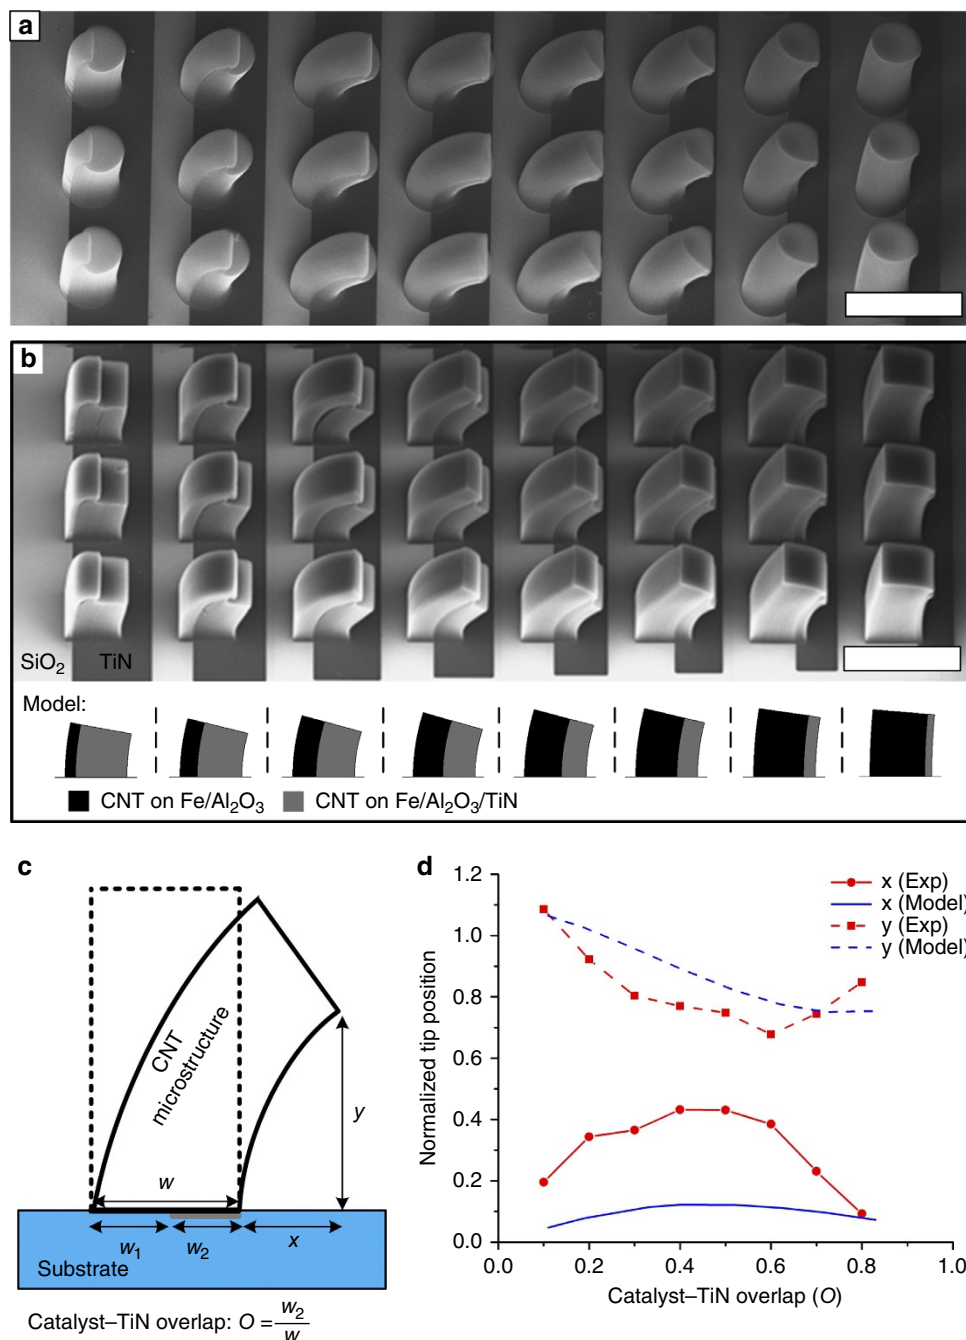 a
b
SiO₂ TiN
Model:
CNT on Fe/Al₂O₃ CNT on Fe/Al₂O₃/TiN
c
CNT
microstructure
y
w
w₁ w₂ x
Substrate
Catalyst–TiN overlap: O = w₂/w
d
1.2
1.0
0.8
0.6
0.4
0.2
0.0
Normalized tip position
x (Exp)
x (Model)
y (Exp)
y (Model)
0.0 0.2 0.4 0.6 0.8 1.0
Catalyst–TiN overlap (O)